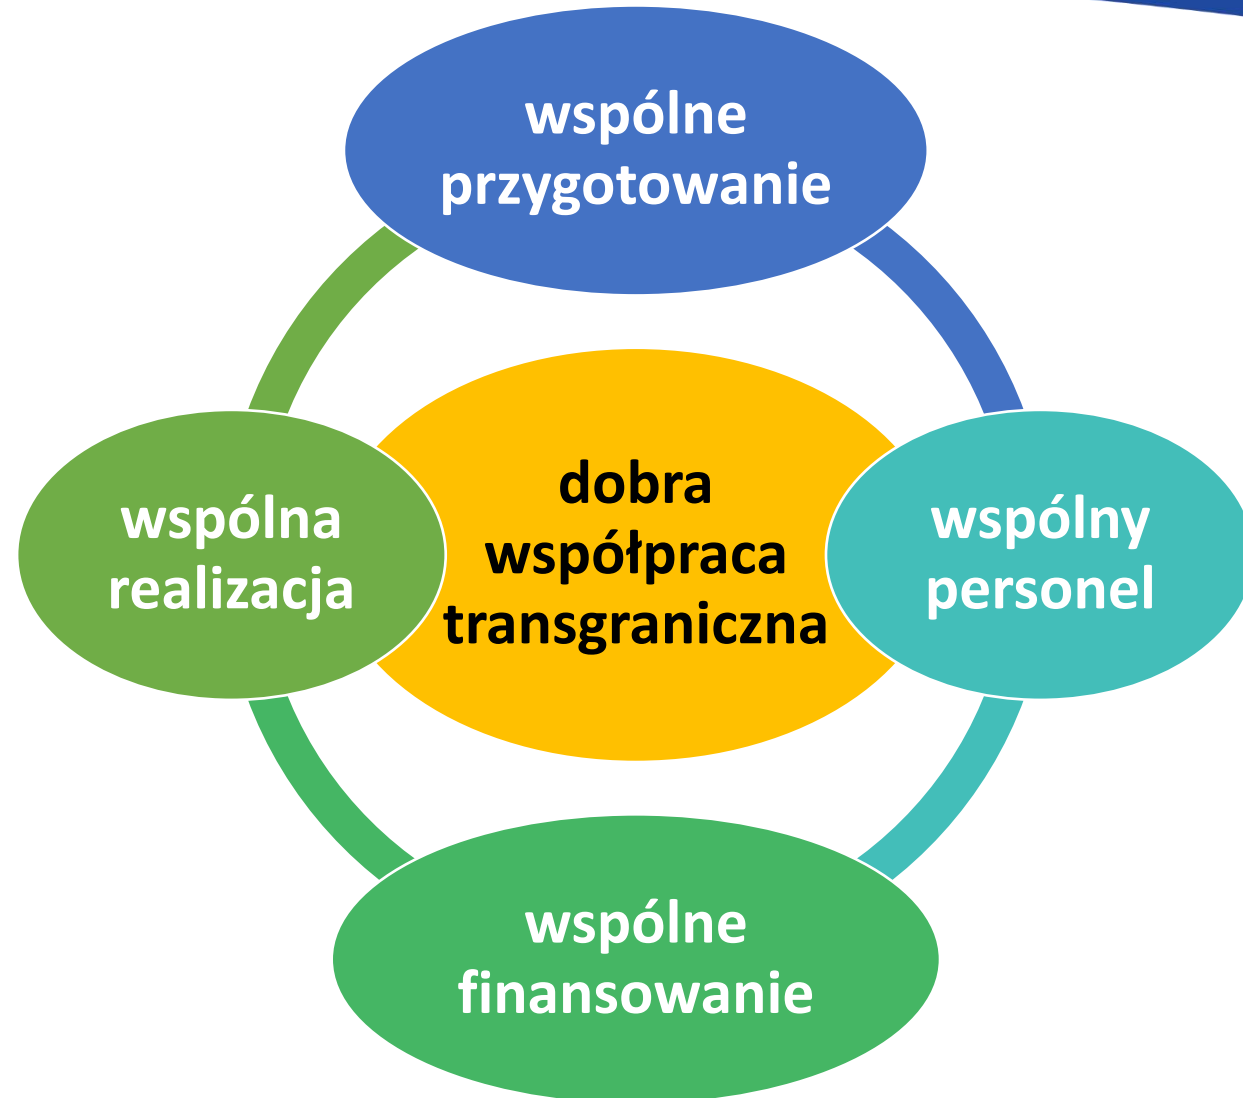 wspólne
przygotowanie
dobra
współpraca
transgraniczna
wspólna
realizacja
wspólny
personel
wspólne
finansowanie